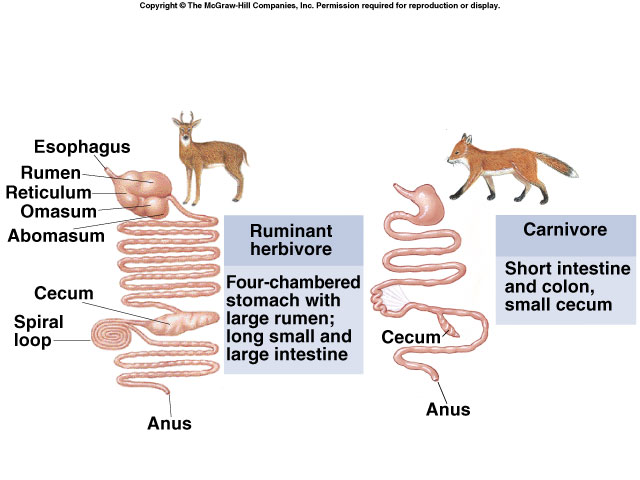 Copyright © The McGraw-Hill Companies, Inc. Permission required for reproduction or display.
Esophagus
Rumen
Reticulum
Omasum
Abomasum
Cecum
Spiral
loop
Anus
Ruminant
herbivore
Four-chambered
stomach with
large rumen;
long small and
large intestine
Cecum
Anus
Carnivore
Short intestine
and colon,
small cecum